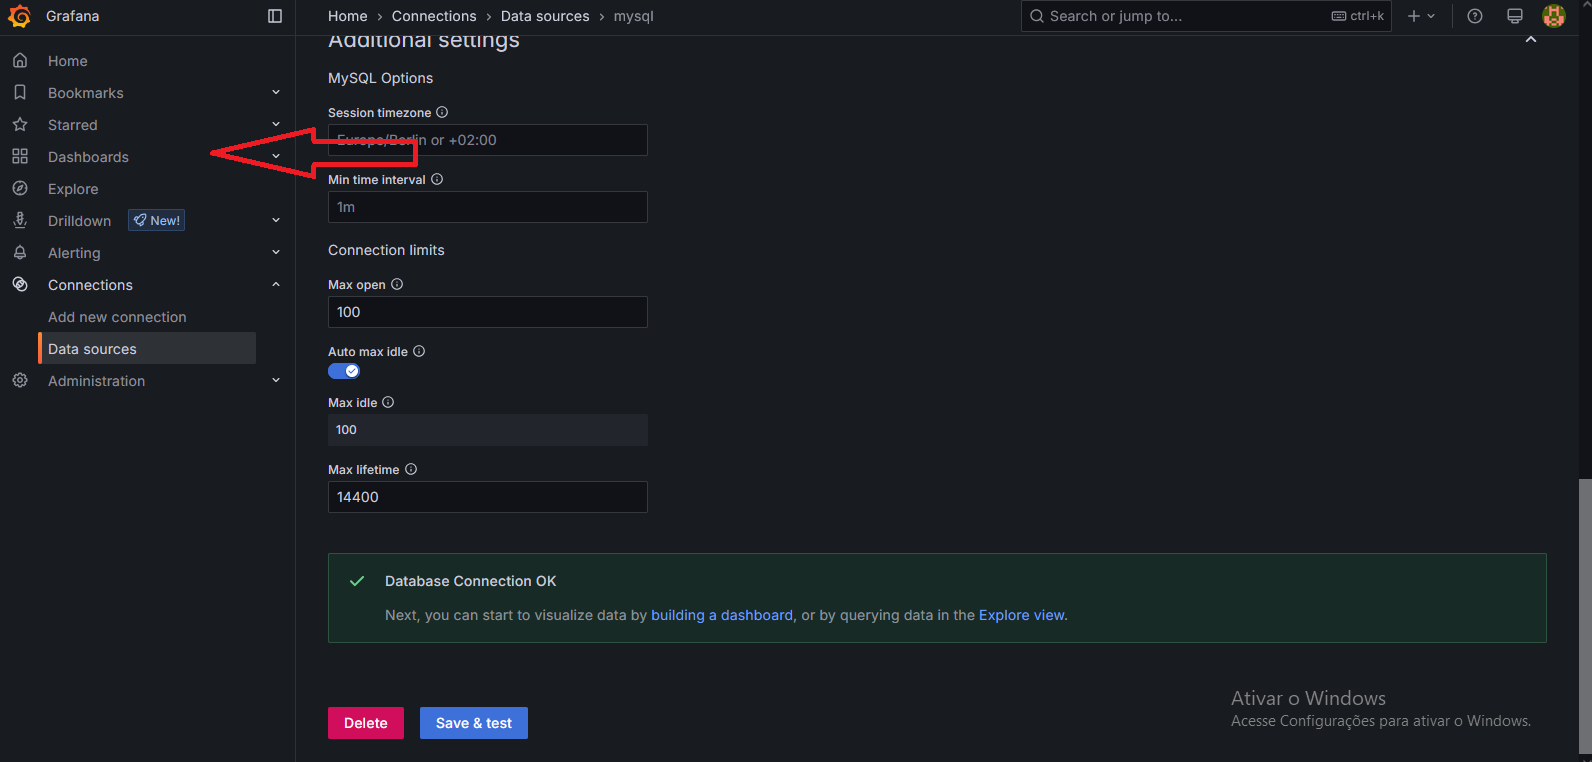 Grafana
Home › Connections › Data sources › mysql
Search or jump to...
ctrl+k
Home
Bookmarks
Starred
Dashboards
Explore
Drilldown
New!
Alerting
Connections
Add new connection
Data sources
Administration
Additional settings
MySQL Options
Session timezone
Europe/Berlin or +02:00
Min time interval
1m
Connection limits
Max open
100
Auto max idle
Max idle
100
Max lifetime
14400
Database Connection OK
Next, you can start to visualize data by building a dashboard, or by querying data in the Explore view.
Delete
Save & test
Ativar o Windows
Acesse Configurações para ativar o Windows.